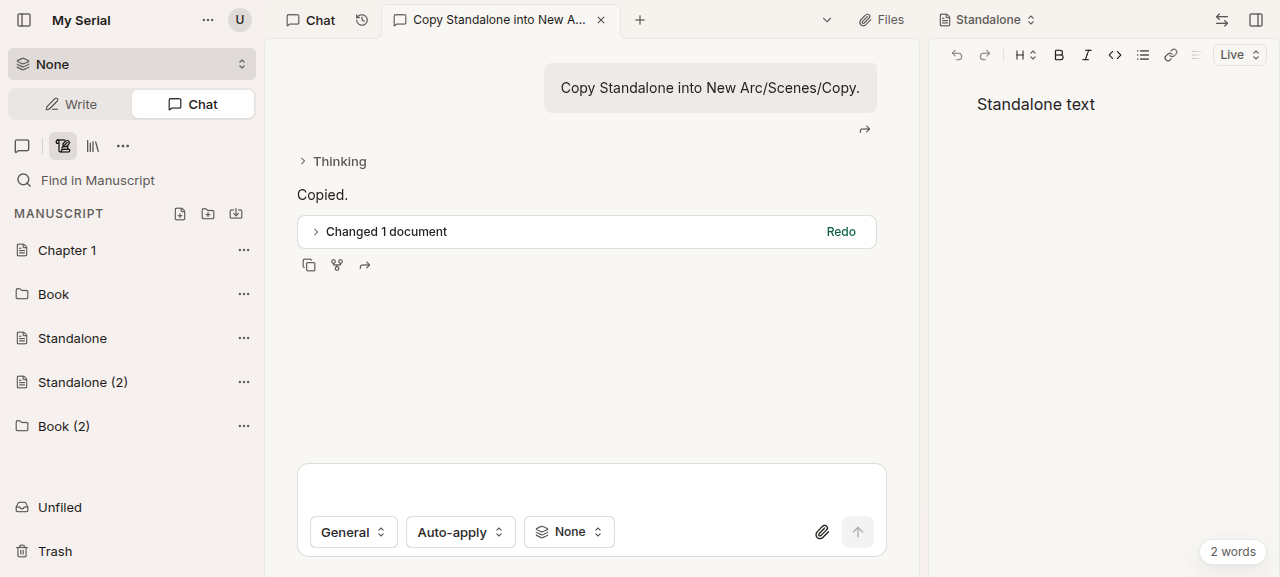 My Serial
U
None
Write
Chat
Find in Manuscript
MANUSCRIPT
Chapter 1
Book
Standalone
Standalone (2)
Book (2)
Unfiled
Trash
Chat
Copy Standalone into New A...
Files
Copy Standalone into New Arc/Scenes/Copy.
Thinking
Copied.
Changed 1 document
Redo
General
Auto-apply
None
Standalone
H
B
I
Live
Standalone text
2 words